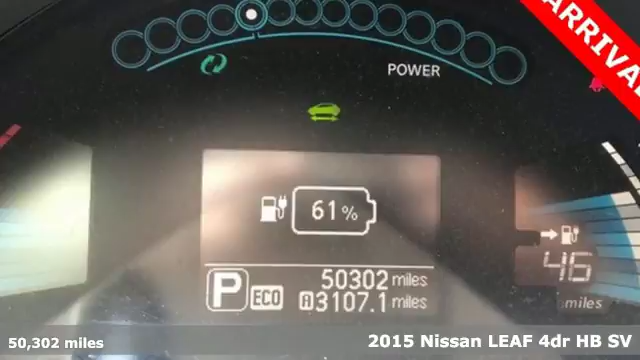 ARRIVAL
POWER
61%
50302 miles
P ECO
A 3107.1 miles
46
miles
50,302 miles
2015 Nissan LEAF 4dr HB SV